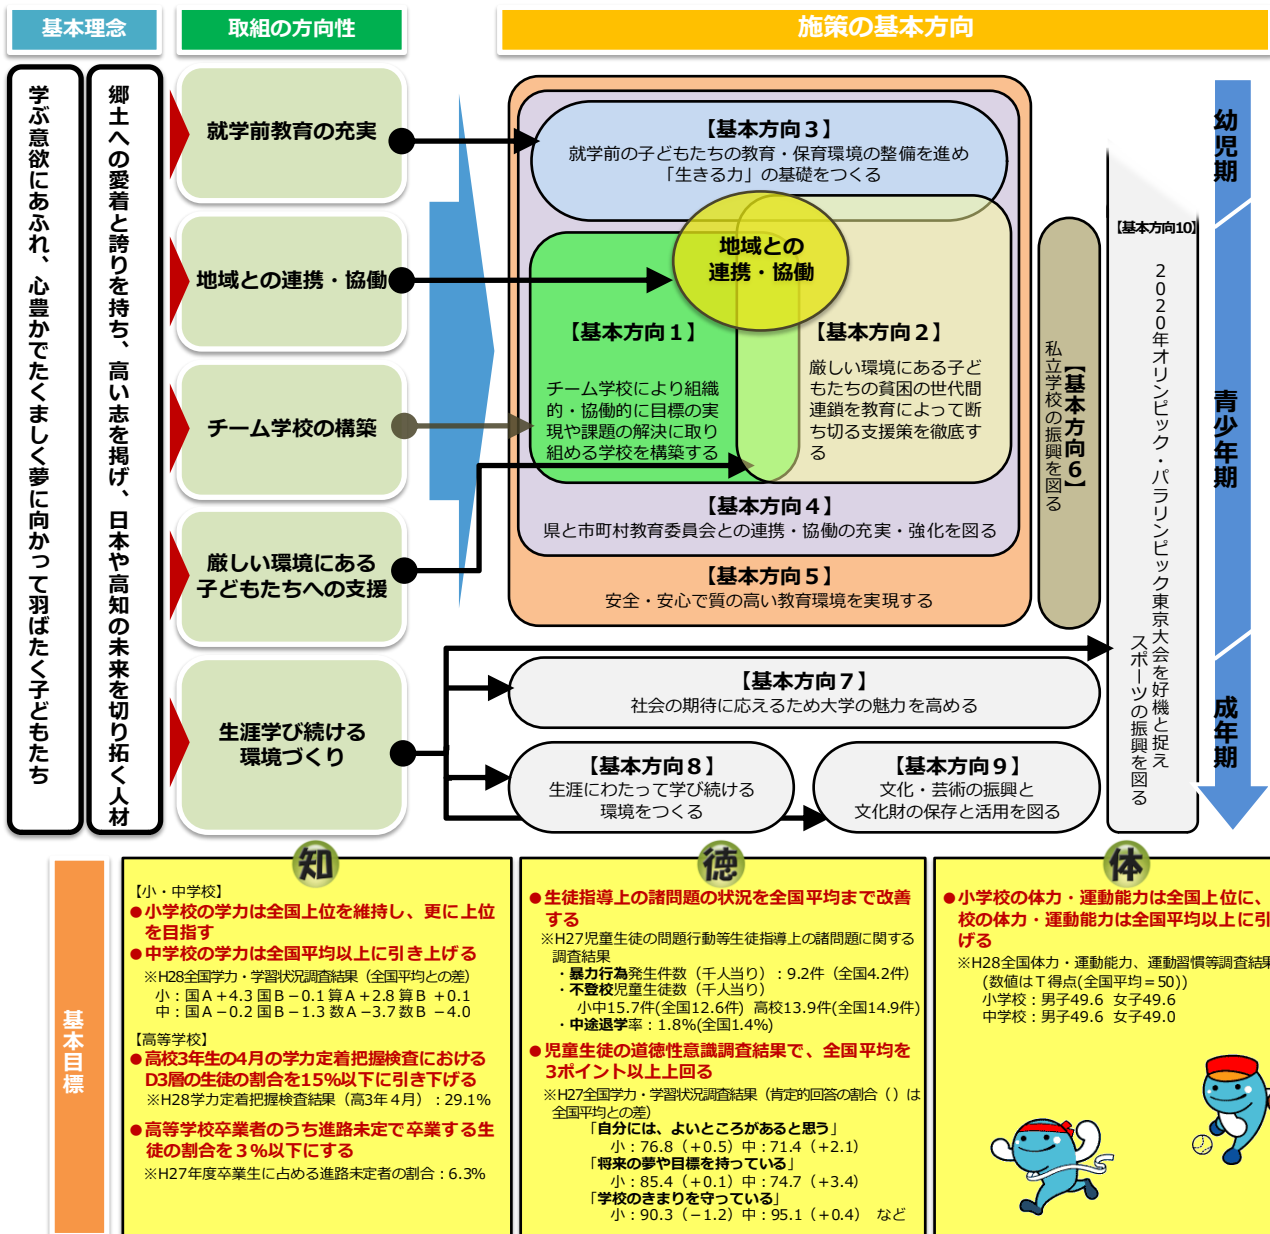 基本理念
取組の方向性
施策の基本方向
学ぶ意欲にあふれ、心豊かでたくましく夢に向かって羽ばたく子どもたち
郷土への愛着と誇りを持ち、高い志を掲げ、日本や高知の未来を切り拓く人材
就学前教育の充実
地域との連携・協働
チーム学校の構築
厳しい環境にある
子どもたちへの支援
生涯学び続ける
環境づくり
【基本方向３】
就学前の子どもたちの教育・保育環境の整備を進め
「生きる力」の基礎をつくる
地域との
連携・協働
【基本方向１】
チーム学校により組織
的・協働的に目標の実
現や課題の解決に取り
組める学校を構築する
【基本方向２】
厳しい環境にある子ど
もたちの貧困の世代間
連鎖を教育によって断
ち切る支援策を徹底す
る
【基本方向４】
県と市町村教育委員会との連携・協働の充実・強化を図る
【基本方向５】
安全・安心で質の高い教育環境を実現する
【基本方向６】
私立学校の振興を図る
【基本方向７】
社会の期待に応えるため大学の魅力を高める
【基本方向８】
生涯にわたって学び続ける
環境をつくる
【基本方向９】
文化・芸術の振興と
文化財の保存と活用を図る
【基本方向10】
2020年オリンピック・パラリンピック東京大会を好機と捉え
スポーツの振興を図る
幼児期
青少年期
成年期
基本目標
知
【小・中学校】
●小学校の学力は全国上位を維持し、更に上位
を目指す
●中学校の学力は全国平均以上に引き上げる
※H28全国学力・学習状況調査結果（全国平均との差）
小：国Ａ+4.3 国Ｂ－0.1 算Ａ+2.8 算Ｂ +0.1
中：国Ａ－0.2 国Ｂ－1.3 数Ａ－3.7 数Ｂ －4.0
【高等学校】
●高校3年生の4月の学力定着把握検査における
D3層の生徒の割合を15%以下に引き下げる
※H28学力定着把握検査結果（高3年４月）：29.1%
●高等学校卒業者のうち進路未定で卒業する生
徒の割合を３%以下にする
※H27年度卒業生に占める進路未定者の割合：6.3%
徳
●生徒指導上の諸問題の状況を全国平均まで改善
する
※H27児童生徒の問題行動等生徒指導上の諸問題に関する
調査結果
・暴力行為発生件数（千人当り）：9.2件（全国4.2件）
・不登校児童生徒数（千人当り）
小中15.7件(全国12.6件) 高校13.9件(全国14.9件)
・中途退学率：1.8%(全国1.4%)
●児童生徒の道徳性意識調査結果で、全国平均を
3ポイント以上上回る
※H27全国学力・学習状況調査結果（肯定的回答の割合（）は
全国平均との差）
「自分には、よいところがあると思う」
小：76.8（+0.5）中：71.4（+2.1）
「将来の夢や目標を持っている」
小：85.4（+0.1）中：74.7（+3.4）
「学校のきまりを守っている」
小：90.3（－1.2）中：95.1（+0.4） など
体
●小学校の体力・運動能力は全国上位に、
校の体力・運動能力は全国平均以上に引
げる
※H28全国体力・運動能力、運動習慣等調査結果
(数値はＴ得点(全国平均＝50))
小学校：男子49.6 女子49.6
中学校：男子49.6 女子49.0